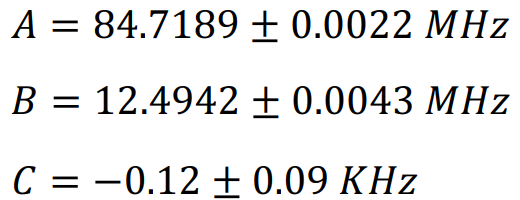 A = 84.7189 ± 0.0022 MHz
B = 12.4942 ± 0.0043 MHz
C = −0.12 ± 0.09 KHz